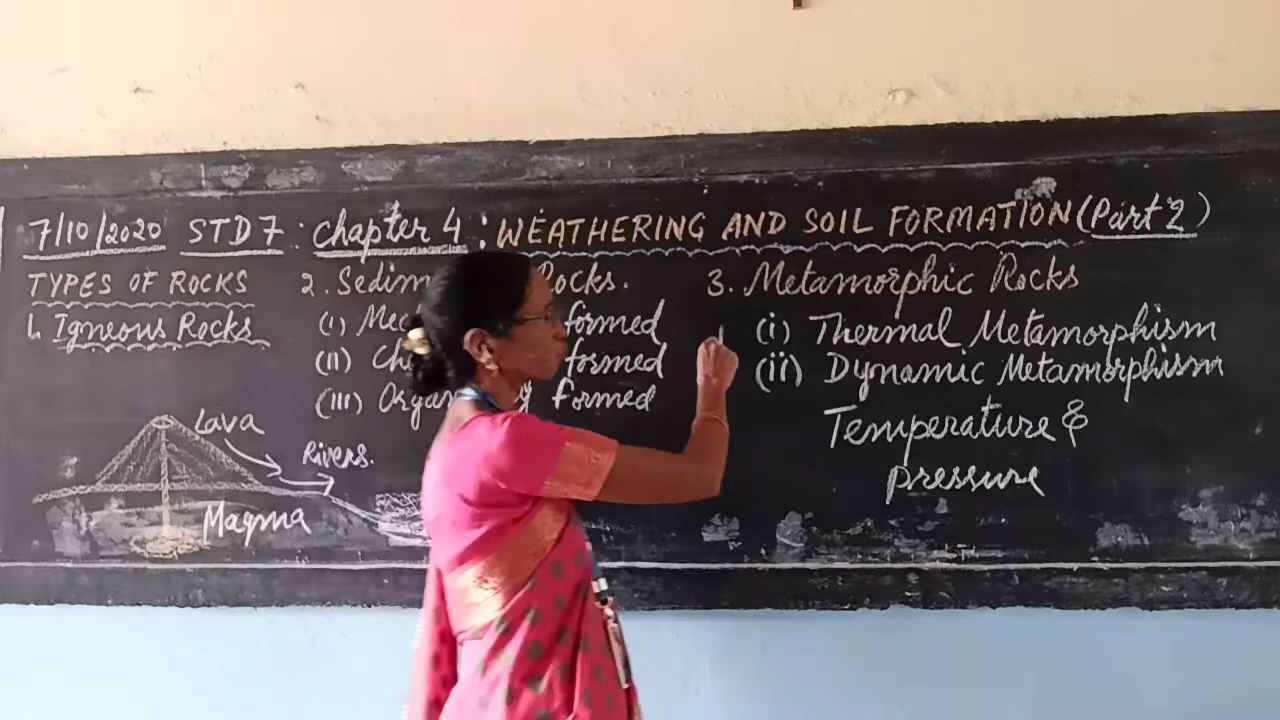 7/10/2020 STD 7 : Chapter 4 : WEATHERING AND SOIL FORMATION (Part 2)
TYPES OF ROCKS
1. Igneous Rocks
Lava
Rivers.
Magma
2. Rocks.
(I) formed
(II) formed
(III) formed
3. Metamorphic Rocks
(i) Thermal Metamorphism
(ii) Dynamic Metamorphism
Temperature &
pressure